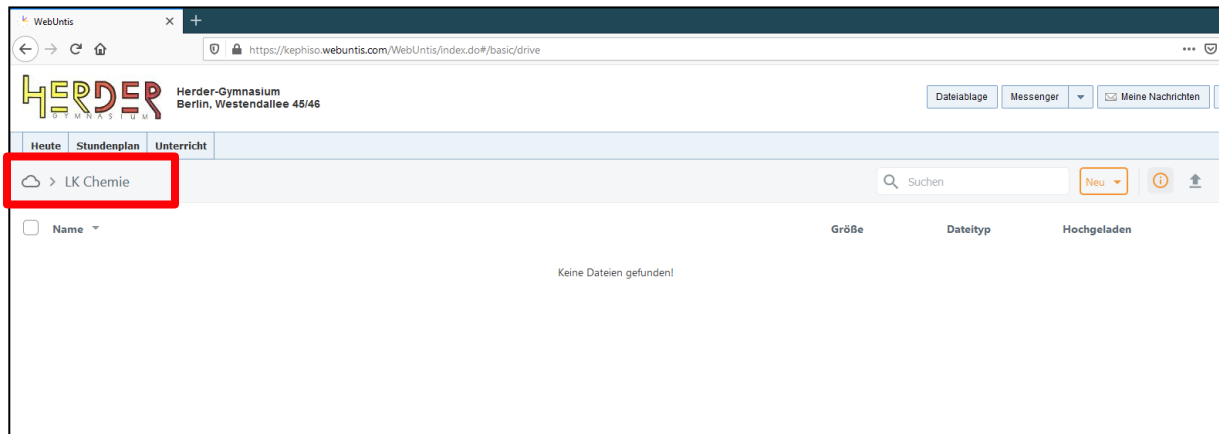 WebUntis
https://kephiso.webuntis.com/WebUntis/index.do#/basic/drive
HERDER
GYMNASIUM
Herder-Gymnasium
Berlin, Westendallee 45/46
Dateiablage Messenger Meine Nachrichten
Heute Stundenplan Unterricht
> LK Chemie Suchen Neu
Name Größe Dateityp Hochgeladen
Keine Dateien gefunden!